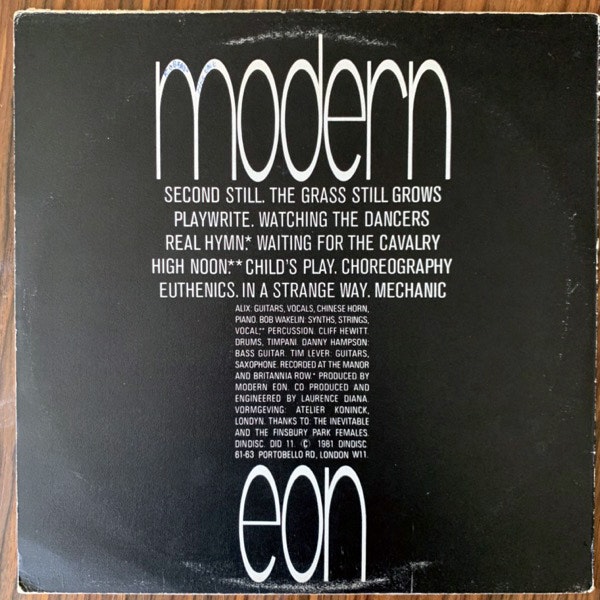 modern
SECOND STILL. THE GRASS STILL GROWS
PLAYWRITE. WATCHING THE DANCERS
REAL HYMN.* WAITING FOR THE CAVALRY
HIGH NOON.** CHILD'S PLAY. CHOREOGRAPHY
EUTHENICS. IN A STRANGE WAY. MECHANIC
ALIX: GUITARS, VOCALS, CHINESE HORN,
PIANO. BOB WAKELIN: SYNTHS, STRINGS,
VOCAL,** PERCUSSION. CLIFF HEWITT:
DRUMS, TIMPANI. DANNY HAMPSON:
BASS GUITAR. TIM LEVER: GUITARS,
SAXOPHONE. RECORDED AT THE MANOR
AND BRITANNIA ROW.* PRODUCED BY
MODERN EON. CO PRODUCED AND
ENGINEERED BY LAURENCE DIANA.
VORMGEVING: ATELIER KONINCK,
LONDYN. THANKS TO: THE INEVITABLE
AND THE FINSBURY PARK FEMALES.
DINDISC. DID 11. © 1981 DINDISC
61-63 PORTOBELLO RD, LONDON W11.
eon